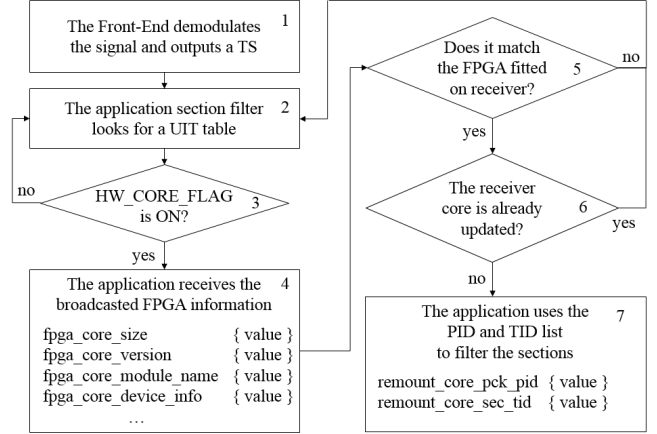 The Front-End demodulates
the signal and outputs a TS
1
The application section filter
looks for a UIT table
2
no
HW_CORE_FLAG
is ON?
3
yes
The application receives the
broadcasted FPGA information
4
fpga_core_size { value }
fpga_core_version { value }
fpga_core_module_name { value }
fpga_core_device_info { value }
...
Does it match
the FPGA fitted
on receiver?
5
no
yes
The receiver
core is already
updated?
6
yes
no
The application uses the
PID and TID list
to filter the sections
7
remount_core_pck_pid { value }
remount_core_sec_tid { value }